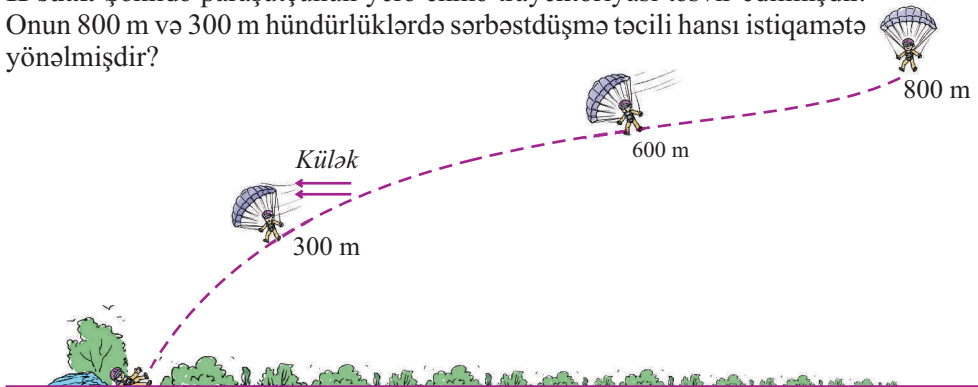 Onun 800 m və 300 m hündürlüklərdə sərbəstdüşmə təcili hansı istiqamətə
yönəlmişdir?
800 m
600 m
Külək
300 m